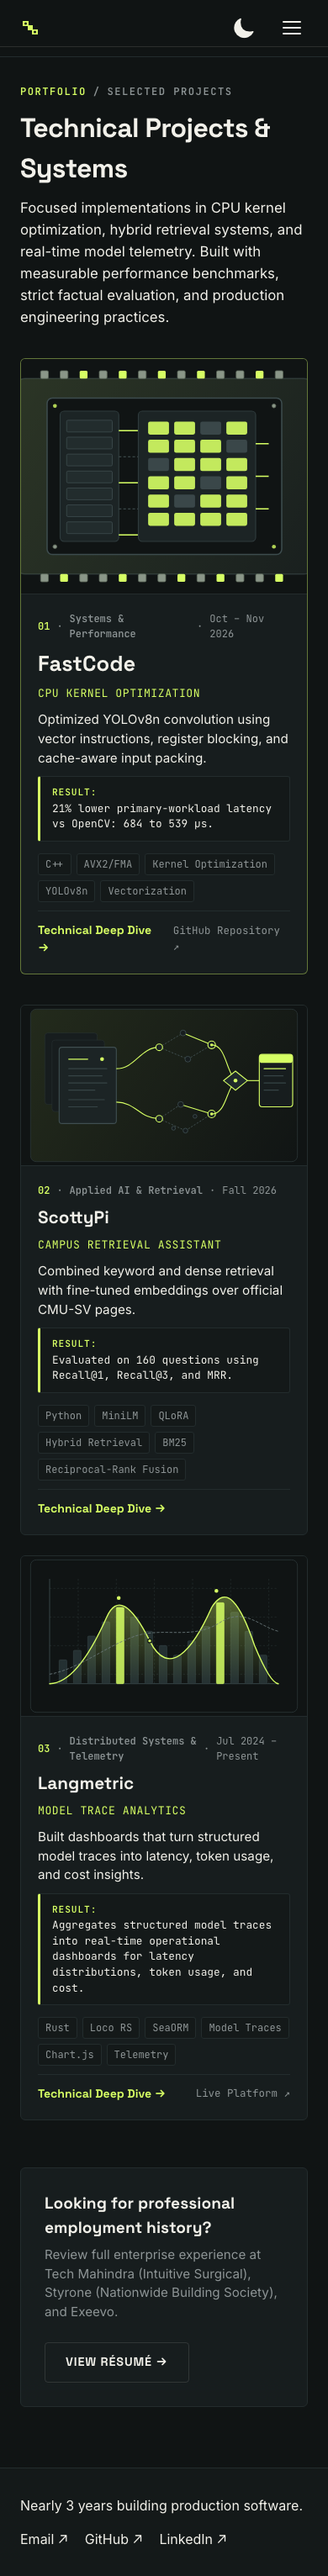 PORTFOLIO / SELECTED PROJECTS
Technical Projects &
Systems
Focused implementations in CPU kernel
optimization, hybrid retrieval systems, and
real-time model telemetry. Built with
measurable performance benchmarks,
strict factual evaluation, and production
engineering practices.
01 · Systems & · Oct – Nov
Performance 2026
FastCode
CPU KERNEL OPTIMIZATION
Optimized YOLOv8n convolution using
vector instructions, register blocking, and
cache-aware input packing.
RESULT:
21% lower primary-workload latency
vs OpenCV: 684 to 539 µs.
C++ AVX2/FMA Kernel Optimization
YOLOv8n Vectorization
Technical Deep Dive GitHub Repository
→ ↗
02 · Applied AI & Retrieval · Fall 2026
ScottyPi
CAMPUS RETRIEVAL ASSISTANT
Combined keyword and dense retrieval
with fine-tuned embeddings over official
CMU-SV pages.
RESULT:
Evaluated on 160 questions using
Recall@1, Recall@3, and MRR.
Python MiniLM QLoRA
Hybrid Retrieval BM25
Reciprocal-Rank Fusion
Technical Deep Dive →
03 · Distributed Systems & · Jul 2024 –
Telemetry Present
Langmetric
MODEL TRACE ANALYTICS
Built dashboards that turn structured
model traces into latency, token usage,
and cost insights.
RESULT:
Aggregates structured model traces
into real-time operational
dashboards for latency
distributions, token usage, and
cost.
Rust Loco RS SeaORM Model Traces
Chart.js Telemetry
Technical Deep Dive → Live Platform ↗
Looking for professional
employment history?
Review full enterprise experience at
Tech Mahindra (Intuitive Surgical),
Styrone (Nationwide Building Society),
and Exeevo.
VIEW RÉSUMÉ →
Nearly 3 years building production software.
Email ↗ GitHub ↗ LinkedIn ↗